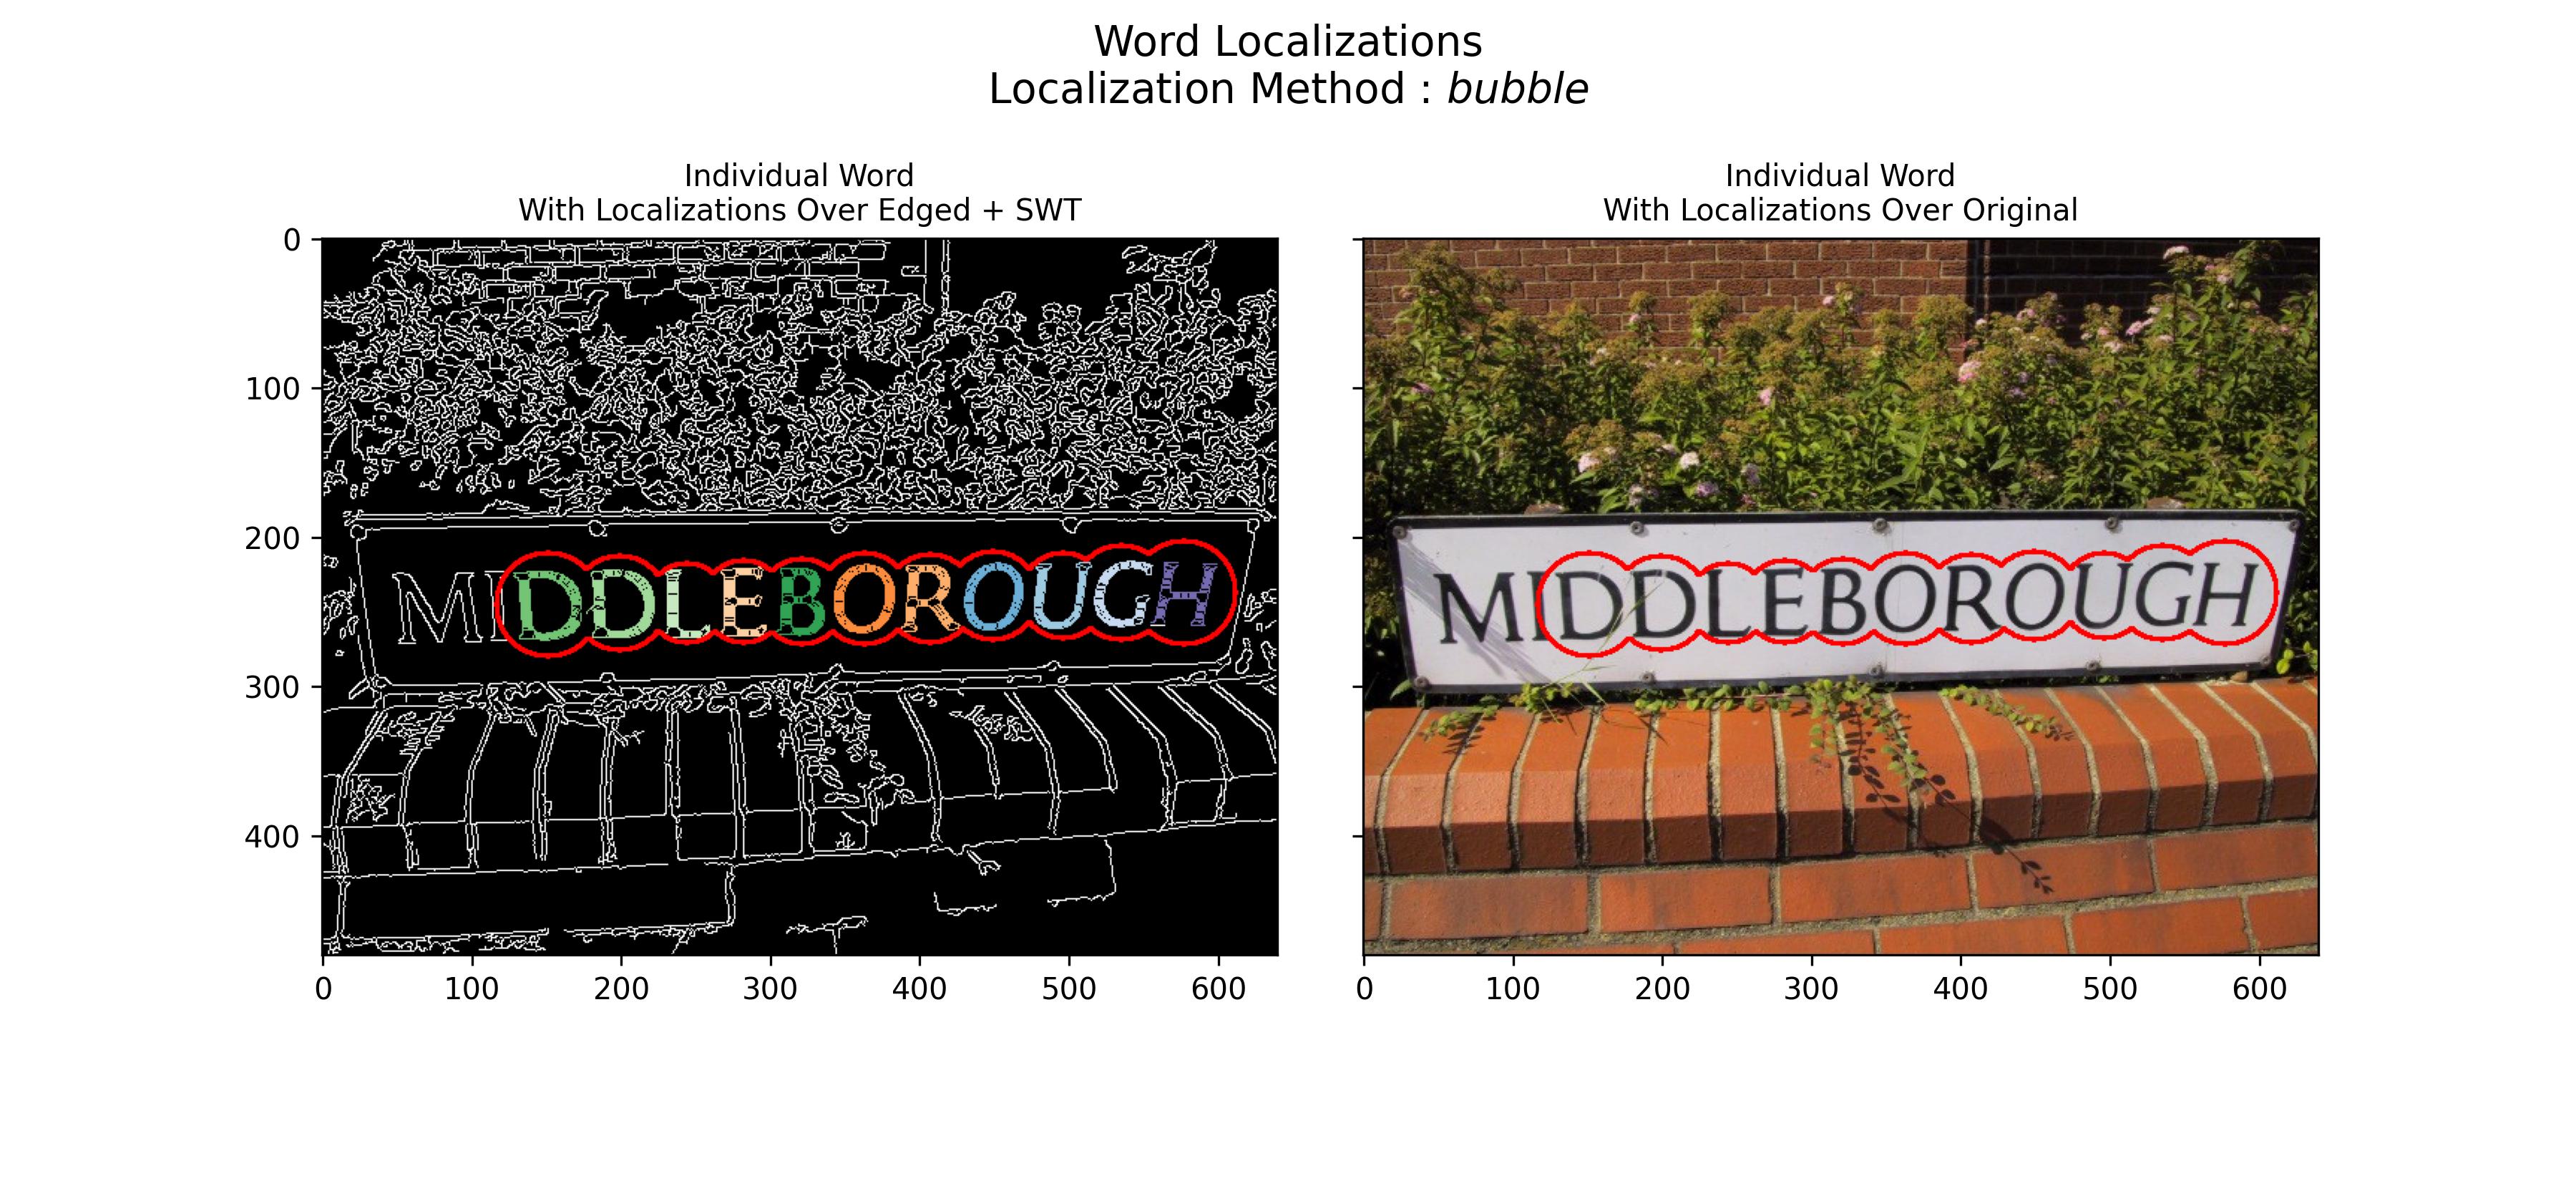 Word Localizations
Localization Method : bubble
Individual Word
With Localizations Over Edged + SWT
0
100
200
300
400
MIDDLEBOROUGH
0 100 200 300 400 500 600
Individual Word
With Localizations Over Original
MIDDLEBOROUGH
0 100 200 300 400 500 600